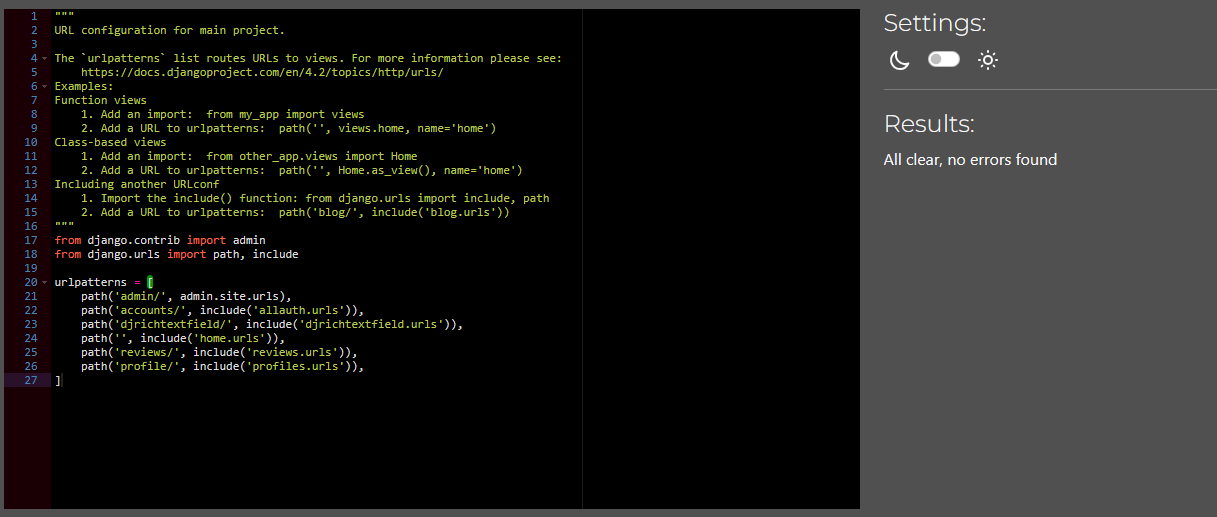 1 """
2 URL configuration for main project.
3
4 The `urlpatterns` list routes URLs to views. For more information please see:
5     https://docs.djangoproject.com/en/4.2/topics/http/urls/
6 Examples:
7 Function views
8     1. Add an import:  from my_app import views
9     2. Add a URL to urlpatterns:  path('', views.home, name='home')
10 Class-based views
11     1. Add an import:  from other_app.views import Home
12     2. Add a URL to urlpatterns:  path('', Home.as_view(), name='home')
13 Including another URLconf
14     1. Import the include() function: from django.urls import include, path
15     2. Add a URL to urlpatterns:  path('blog/', include('blog.urls'))
16 """
17 from django.contrib import admin
18 from django.urls import path, include
19
20 urlpatterns = [
21     path('admin/', admin.site.urls),
22     path('accounts/', include('allauth.urls')),
23     path('djrichtextfield/', include('djrichtextfield.urls')),
24     path('', include('home.urls')),
25     path('reviews/', include('reviews.urls')),
26     path('profile/', include('profiles.urls')),
27 ]
Settings:
Results:
All clear, no errors found